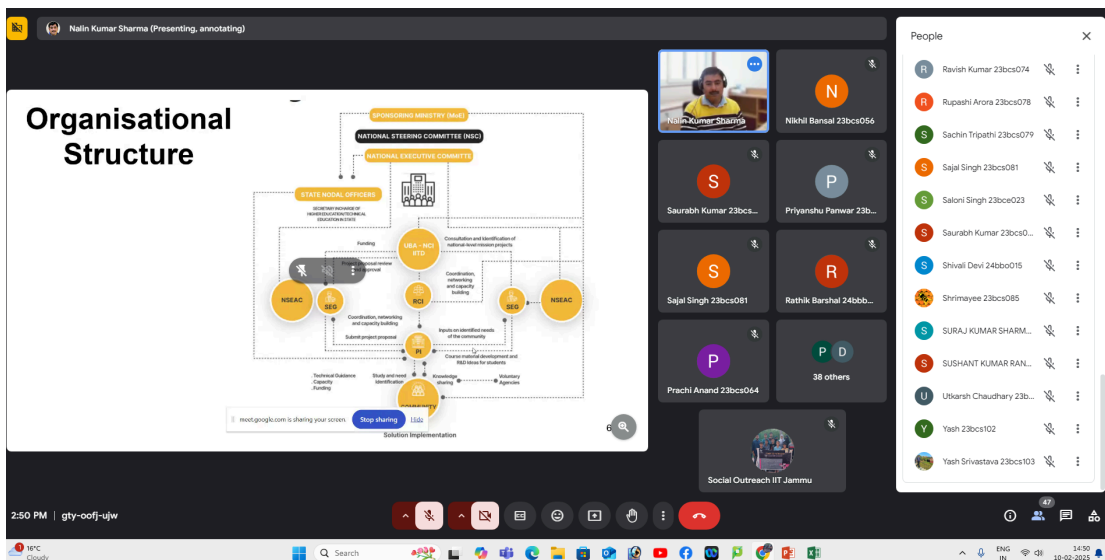 Nalin Kumar Sharma (Presenting, annotating)
Organisational
Structure
SPONSORING MINISTRY (MoE)
NATIONAL STEERING COMMITTEE (NSC)
NATIONAL EXECUTIVE COMMITTE
STATE NODAL OFFICERS
SECRETARY INCHARGE OF
HIGHER EDUCATION/TECHNICAL
EDUCATION IN STATE
Funding
UBA - NCI
IITD
Consultation and Identification of
national-level mission projects
Project proposal review
and approval
Coordination,
networking
and capacity
building
NSEAC
SEG
RCI
SEG
NSEAC
Coordination, networking
and capacity building
Inputs on identified needs
of the community
Submit project proposal
PI
Course material development and
R&D Ideas for students
. Technical Guidance
. Capacity
. Funding
Study and need
identification
Knowledge
sharing
Voluntary
Agencies
COMMUNITY
meet.google.com is sharing your screen.
Stop sharing
Hide
Solution Implementation
6
Nalin Kumar Sharma
N
Nikhil Bansal 23bcs056
S
Saurabh Kumar 23bcs...
P
Priyanshu Panwar 23b...
S
Sajal Singh 23bcs081
R
Rathik Barshal 24bbb...
P
Prachi Anand 23bcs064
P D
38 others
Social Outreach IIT Jammu
People
R Ravish Kumar 23bcs074
R Rupashi Arora 23bcs078
S Sachin Tripathi 23bcs079
S Sajal Singh 23bcs081
S Saloni Singh 23bce023
S Saurabh Kumar 23bcs0...
S Shivali Devi 24bbo015
Shrimayee 23bcs085
S SURAJ KUMAR SHARM...
S SUSHANT KUMAR RAN...
U Utkarsh Chaudhary 23b...
Y Yash 23bcs102
Yash Srivastava 23bcs103
2:50 PM | gty-oofj-ujw
47
1
16°C
Cloudy
Search
ENG
IN
14:50
10-02-2025